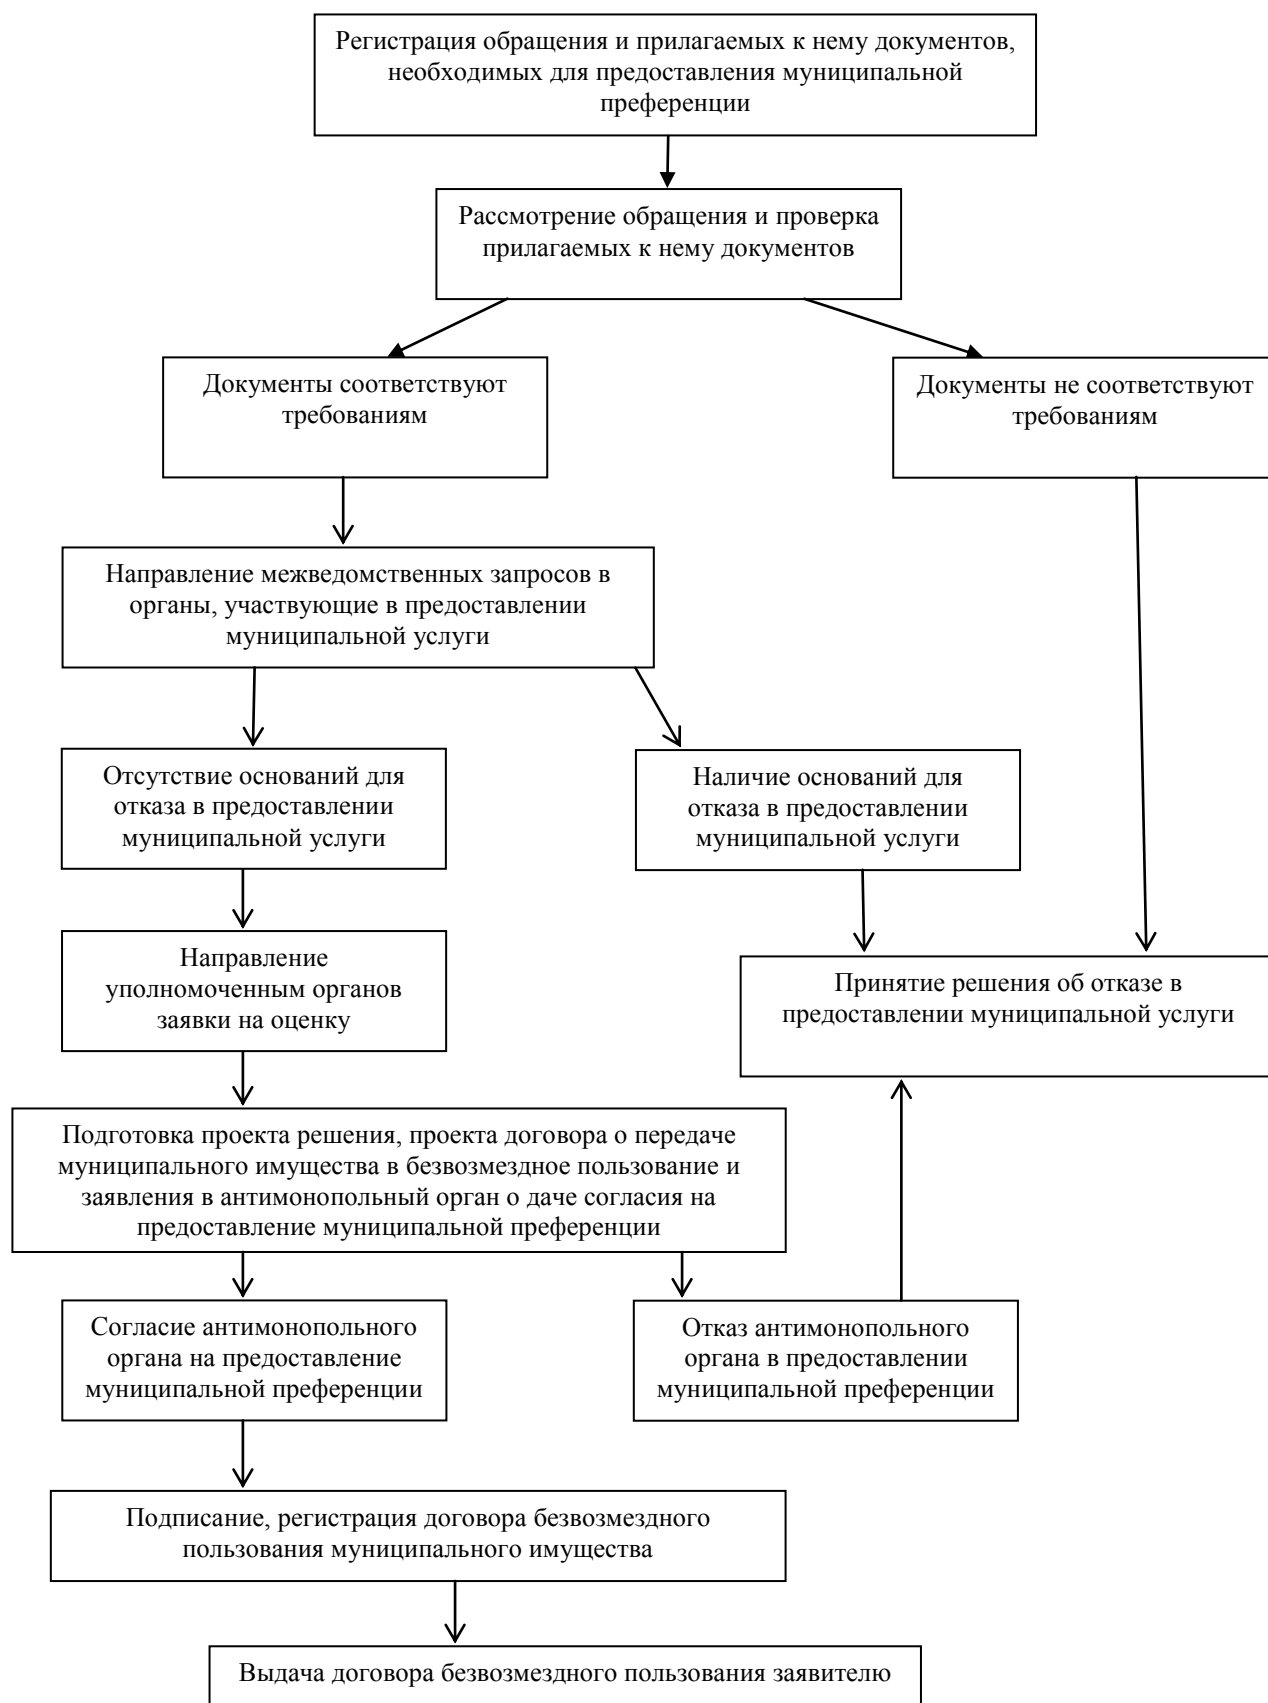 Регистрация обращения и прилагаемых к нему документов,
необходимых для предоставления муниципальной
преференции
Рассмотрение обращения и проверка
прилагаемых к нему документов
Документы соответствуют
требованиям
Документы не соответствуют
требованиям
Направление межведомственных запросов в
органы, участвующие в предоставлении
муниципальной услуги
Отсутствие оснований для
отказа в предоставлении
муниципальной услуги
Наличие оснований для
отказа в предоставлении
муниципальной услуги
Направление
уполномоченным органов
заявки на оценку
Принятие решения об отказе в
предоставлении муниципальной услуги
Подготовка проекта решения, проекта договора о передаче
муниципального имущества в безвозмездное пользование и
заявления в антимонопольный орган о даче согласия на
предоставление муниципальной преференции
Согласие антимонопольного
органа на предоставление
муниципальной преференции
Отказ антимонопольного
органа в предоставлении
муниципальной преференции
Подписание, регистрация договора безвозмездного
пользования муниципального имущества
Выдача договора безвозмездного пользования заявителю